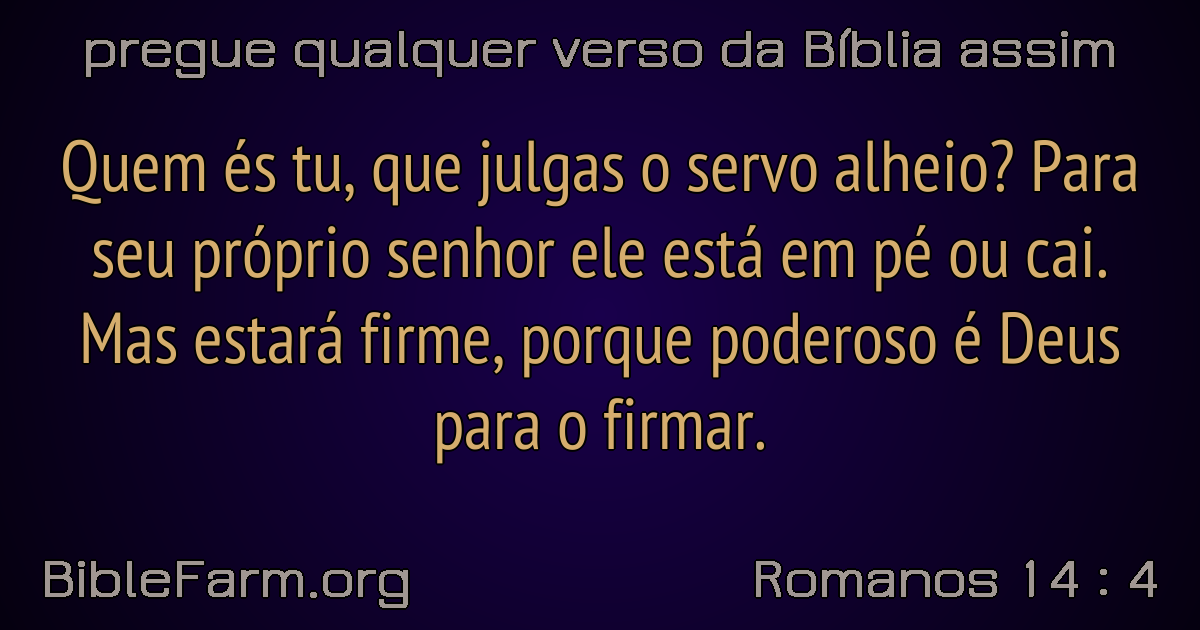 pregue qualquer verso da Bíblia assim
Quem és tu, que julgas o servo alheio? Para
seu próprio senhor ele está em pé ou cai.
Mas estará firme, porque poderoso é Deus
para o firmar.
BibleFarm.org
Romanos 14 : 4